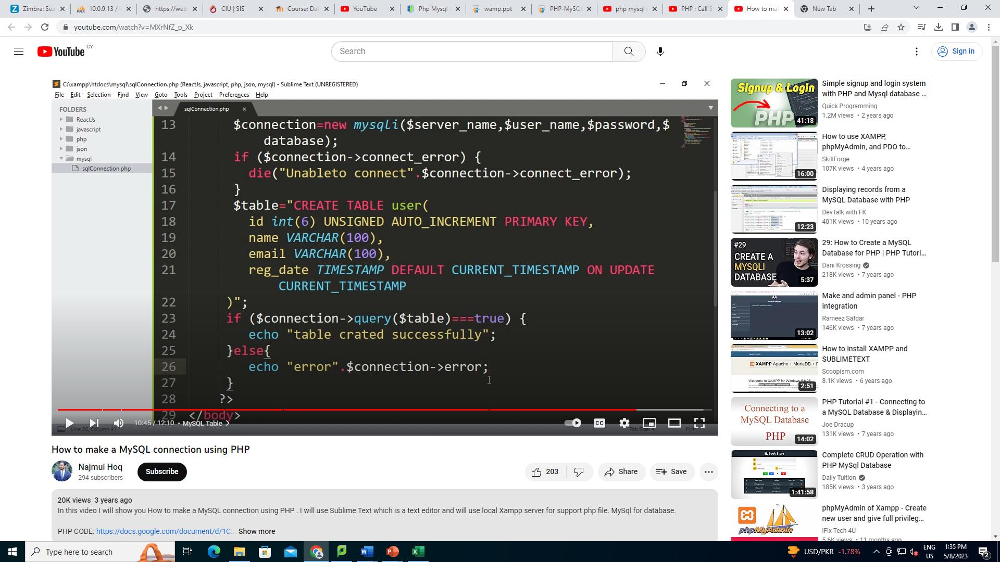 Zimbra: Sea
10.0.9.13 / l
https://web
CIU | SIS
Course: Dat
YouTube
Php Mysql L
wamp.ppt
PHP-MySQ
php mysql
PHP : Call S
How to mak
New Tab
youtube.com/watch?v=MXrNfZ_p_Xk
YouTube CY
Search
Sign in
C:\xampp\htdocs\mysql\sqlConnection.php (ReactJs, javascript, php, json, mysql) - Sublime Text (UNREGISTERED)
File Edit Selection Find View Goto Tools Project Preferences Help
FOLDERS
ReactJs
javascript
php
json
mysql
sqlConnection.php
sqlConnection.php
13 $connection=new mysqli($server_name,$user_name,$password,$
database);
14 if ($connection->connect_error) {
15 die("Unableto connect".$connection->connect_error);
16 }
17 $table="CREATE TABLE user(
18 id int(6) UNSIGNED AUTO_INCREMENT PRIMARY KEY,
19 name VARCHAR(100),
20 email VARCHAR(100),
21 reg_date TIMESTAMP DEFAULT CURRENT_TIMESTAMP ON UPDATE
CURRENT_TIMESTAMP
22 )";
23 if ($connection->query($table)===true) {
24 echo "table crated successfully";
25 }else{
26 echo "error".$connection->error;
27 }
28 ?>
29 </body>
10:45 / 12:10 • MySQL Table
CC
Line 26, Column 41
Tab Size: 4
PHP
How to make a MySQL connection using PHP
Najmul Hoq
294 subscribers
Subscribe
203
Share
Save
20K views 3 years ago
In this video I will show you How to make a MySQL connection using PHP . I will use Sublime Text which is a text editor and will use local Xampp server for support php file. MySql for database.
PHP CODE: https://docs.google.com/document/d/1C... Show more
Signup & Login
PHP
41:18
Simple signup and login system
with PHP and Mysql database ...
Quick Programming
1.2M views • 2 years ago
16:00
How to use XAMPP,
phpMyAdmin, and PDO to...
SkillForge
107K views • 4 years ago
12:23
Displaying records from a
MySQL Database with PHP
DevTalk with FK
401K views • 10 years ago
#29
CREATE A
MYSQLI
DATABASE
5:37
29: How to Create a MySQL
Database for PHP | PHP Tutori...
Dani Krossing
218K views • 7 years ago
13:02
Make and admin panel - PHP
integration
Rameez Safdar
146K views • 7 years ago
XAMPP Apache + MariaDB + P
Welcome to XAMPP for Windows 5.6.28
2:51
How to install XAMPP and
SUBLIMETEXT
Scoopism.com
8.1K views • 6 years ago
Connecting to a
MySQL Database
PHP
14:02
PHP Tutorial #1 - Connecting to
a MySQL Database & Displayin...
Joe Dracup
131K views • 7 years ago
Book Store
1:41:58
Complete CRUD Operation with
PHP MySql Database
Daily Tuition
185K views • 3 years ago
phpMyAdmin
phpMyAdmin of Xampp - Create
new user and give full privileg...
iFix Tech 4U
5.6K views • 11 months ago
Type here to search
USD/PKR -1.78%
ENG
US
1:35 PM
5/8/2023
2